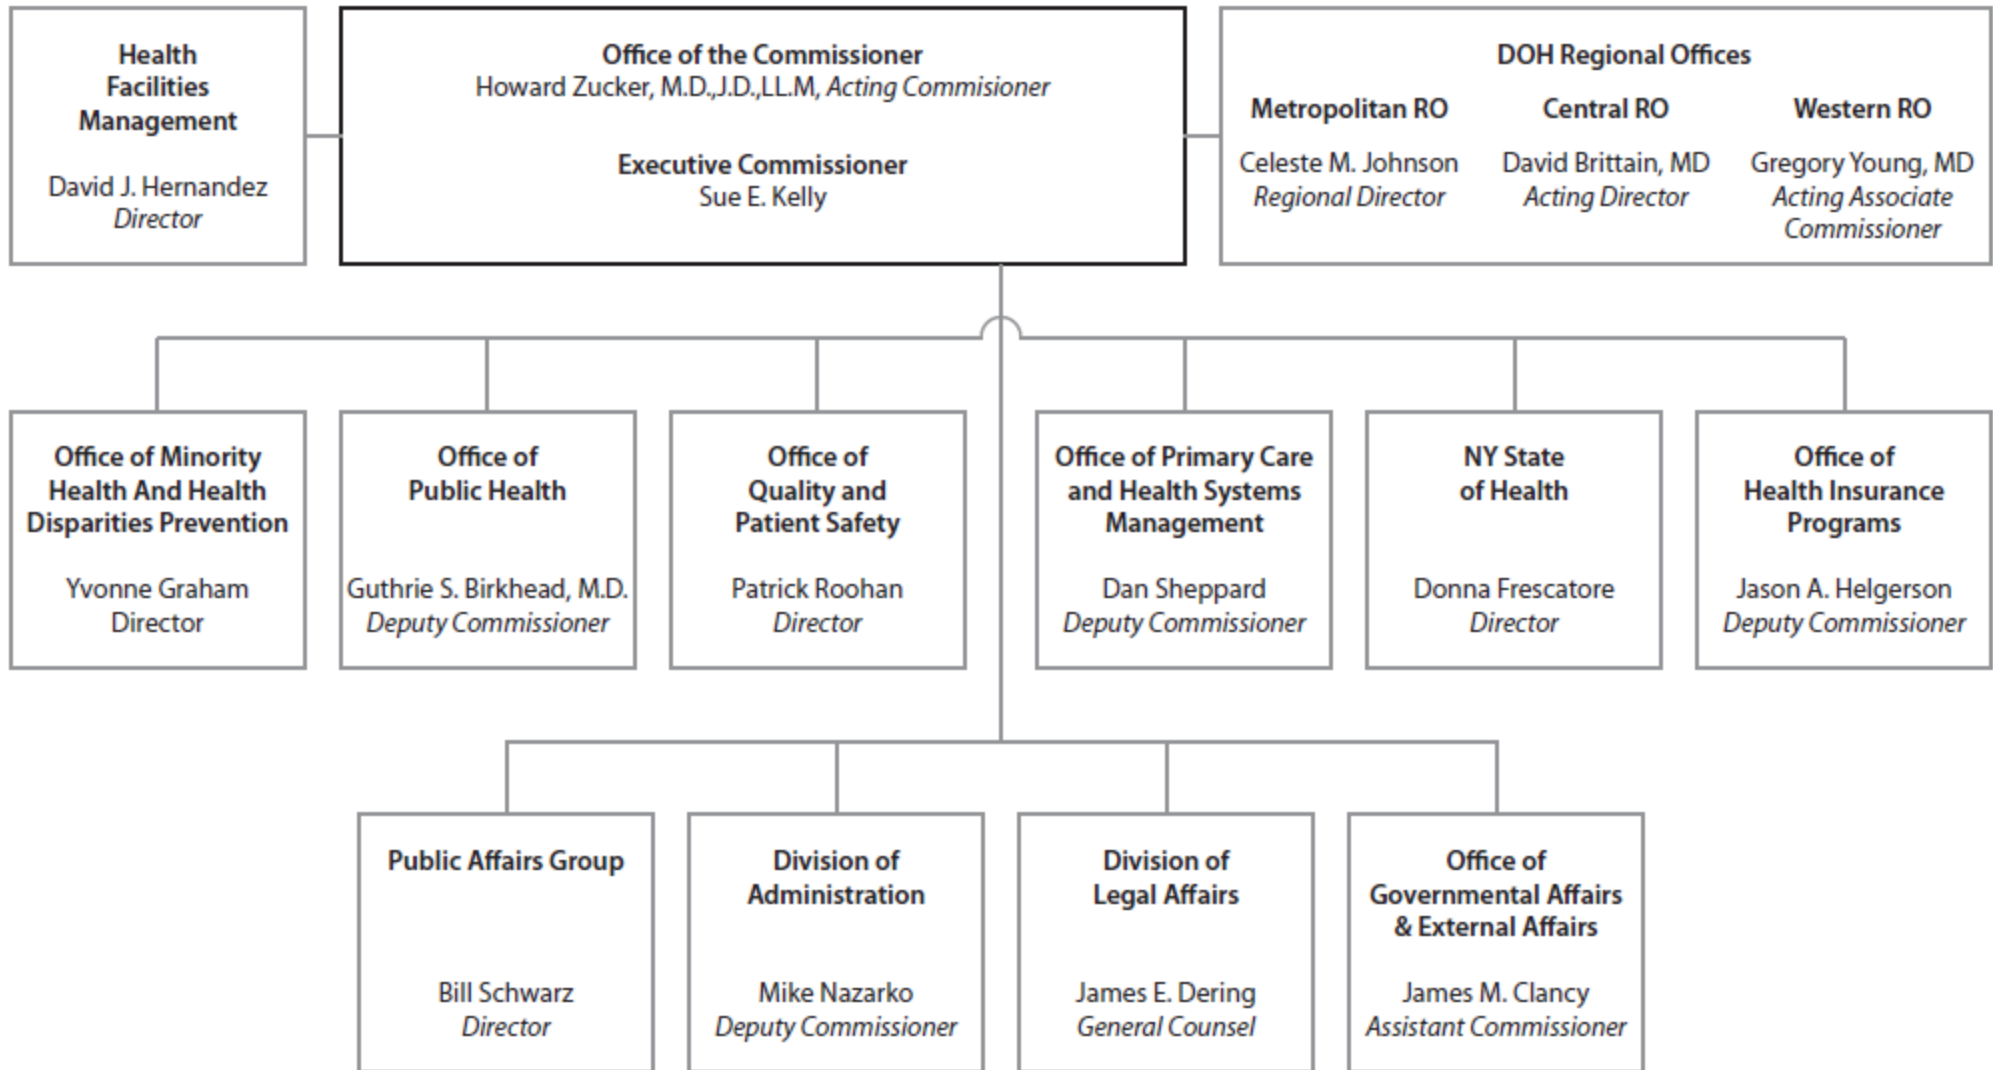 Health
Facilities
Management
David J. Hernandez
Director
Office of the Commissioner
Howard Zucker, M.D.,J.D.,LL.M, Acting Commisioner
Executive Commissioner
Sue E. Kelly
DOH Regional Offices
Metropolitan RO
Celeste M. Johnson
Regional Director
Central RO
David Brittain, MD
Acting Director
Western RO
Gregory Young, MD
Acting Associate
Commissioner
Office of Minority
Health And Health
Disparities Prevention
Yvonne Graham
Director
Office of
Public Health
Guthrie S. Birkhead, M.D.
Deputy Commissioner
Office of
Quality and
Patient Safety
Patrick Roohan
Director
Office of Primary Care
and Health Systems
Management
Dan Sheppard
Deputy Commissioner
NY State
of Health
Donna Frescatore
Director
Office of
Health Insurance
Programs
Jason A. Helgerson
Deputy Commissioner
Public Affairs Group
Bill Schwarz
Director
Division of
Administration
Mike Nazarko
Deputy Commissioner
Division of
Legal Affairs
James E. Dering
General Counsel
Office of
Governmental Affairs
& External Affairs
James M. Clancy
Assistant Commissioner